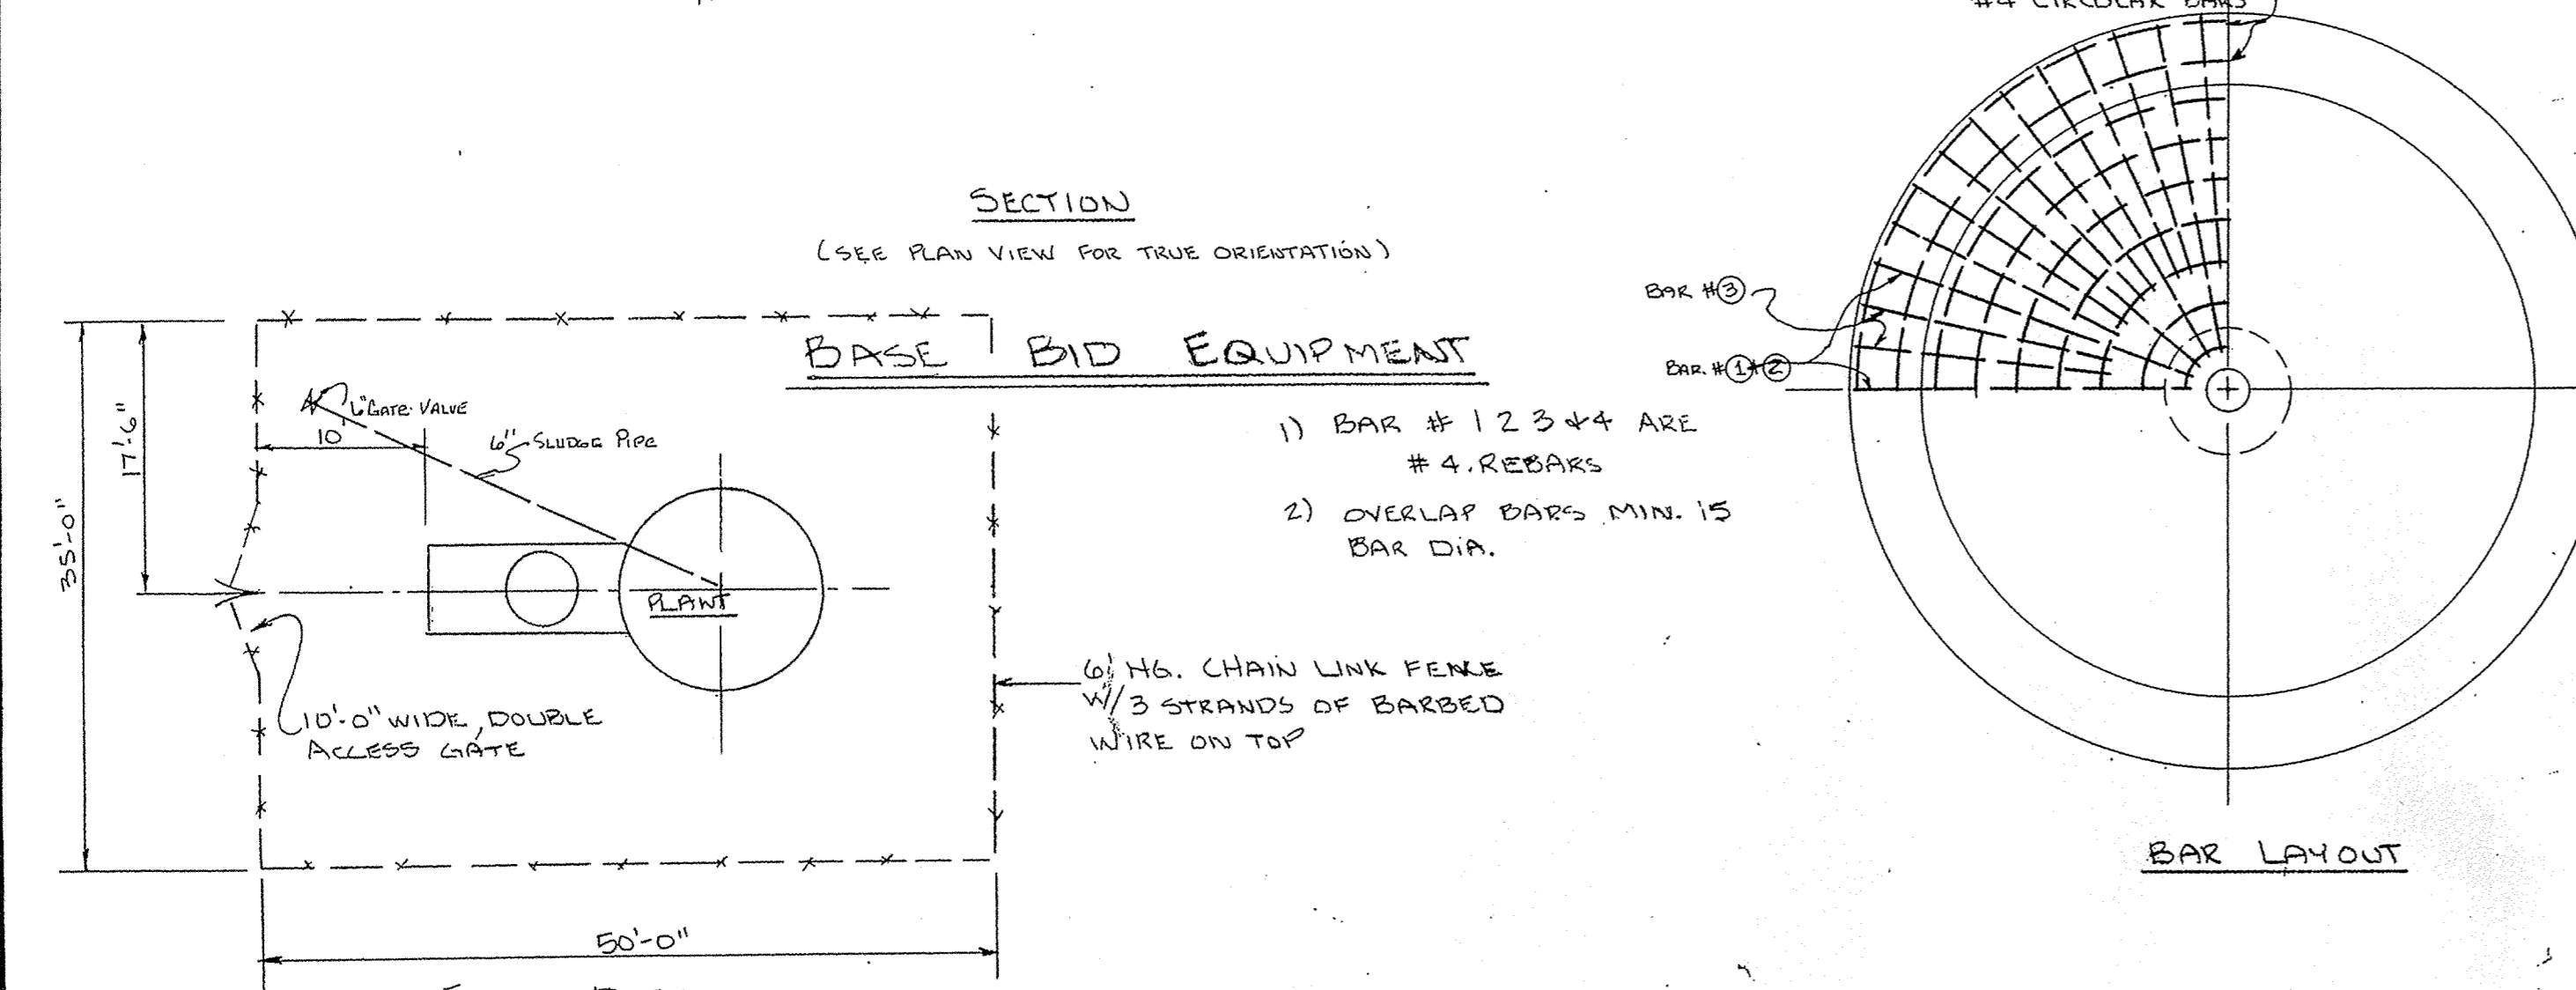 #4 CIRCULAR BARS
SECTION
(SEE PLAN VIEW FOR TRUE ORIENTATION)
BASE BID EQUIPMENT
BAR #③
BAR. #①+②
6" GATE VALVE
10'
6" SLUDGE PIPE
17'-6"
35'-0"
PLANT
10'-0" WIDE, DOUBLE
ACCESS GATE
1) BAR # 1 2 3 & 4 ARE
# 4. REBARS
2) OVERLAP BARS MIN. 15
BAR DIA.
6' HG. CHAIN LINK FENCE
W/3 STRANDS OF BARBED
WIRE ON TOP
BAR LAYOUT
50'-0"